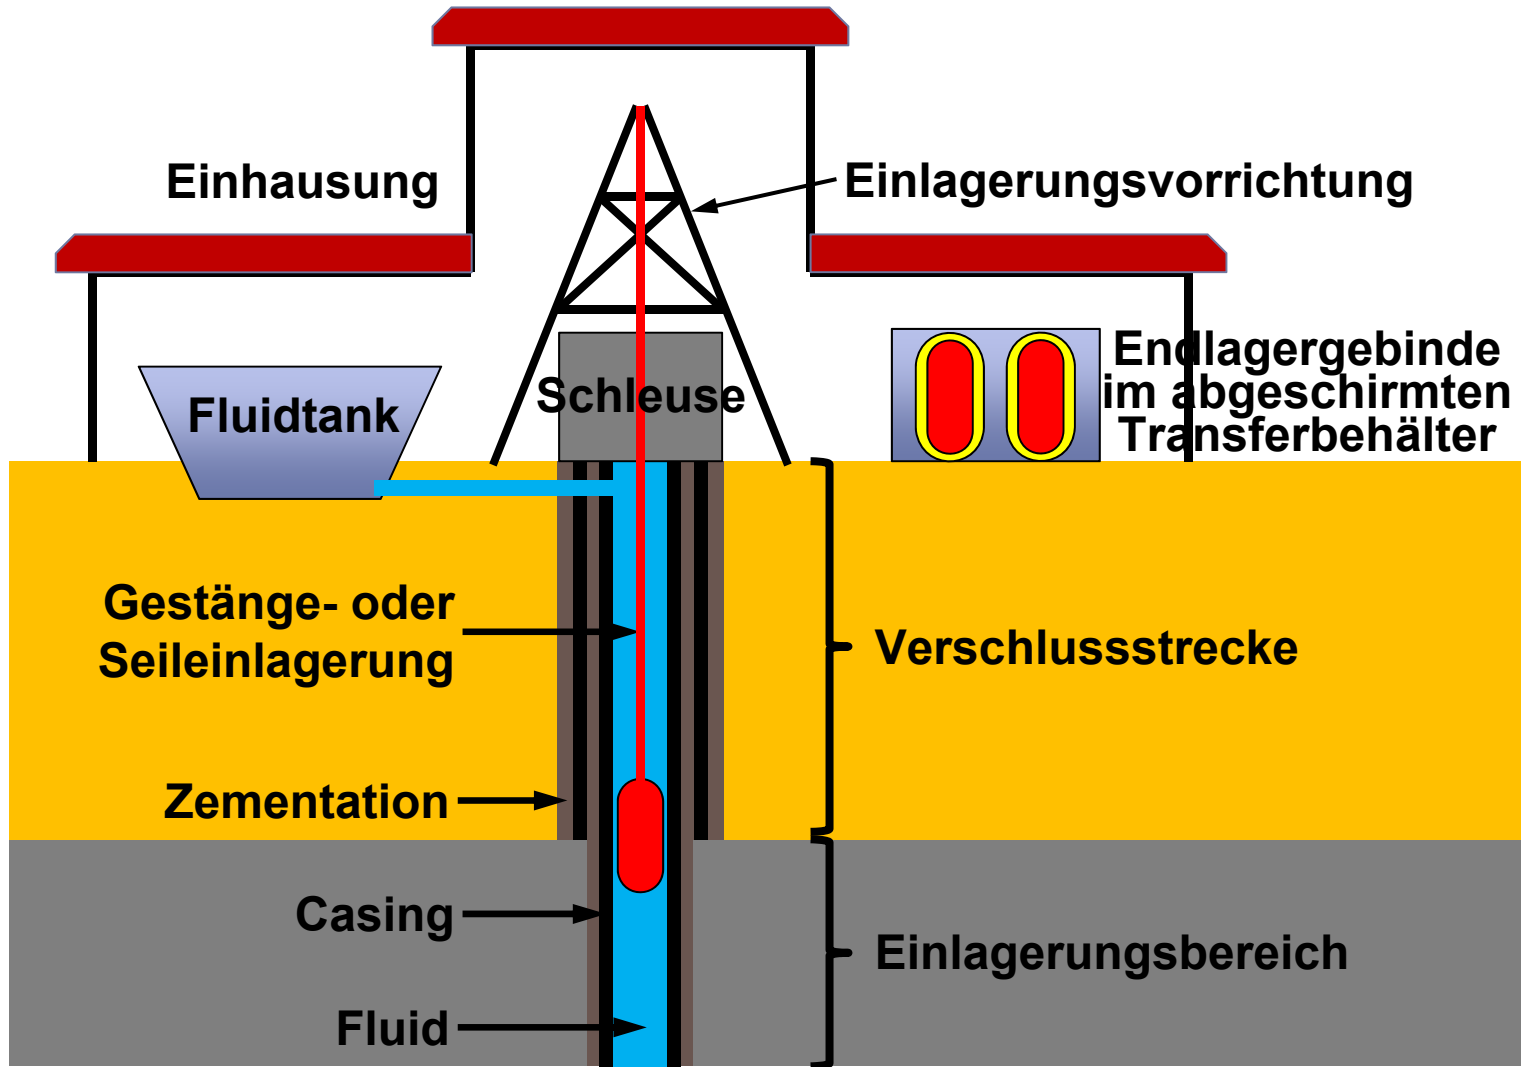 Einhausung
Einlagerungsvorrichtung
Endlagergebinde
im abgeschirmten
Transferbehälter
Schleuse
Fluidtank
Gestänge- oder
Seileinlagerung
Verschlussstrecke
Zementation
Casing
Einlagerungsbereich
Fluid